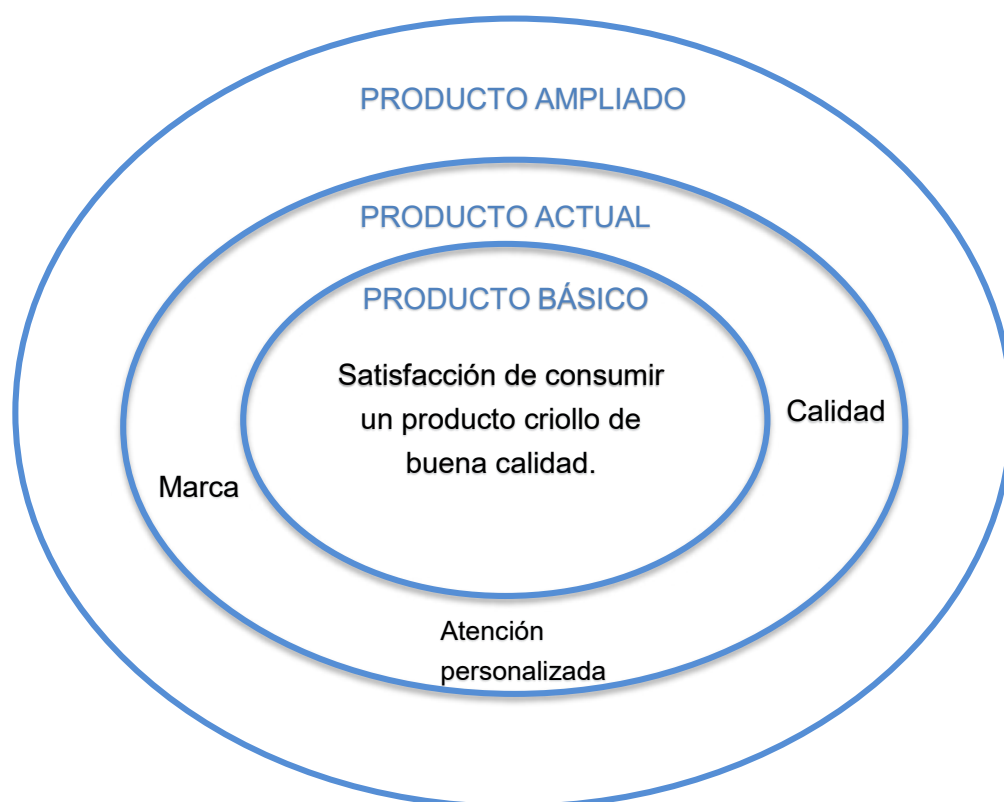 PRODUCTO AMPLIADO
PRODUCTO ACTUAL
PRODUCTO BÁSICO
Satisfacción de consumir
un producto criollo de
buena calidad.
Calidad
Marca
Atención
personalizada